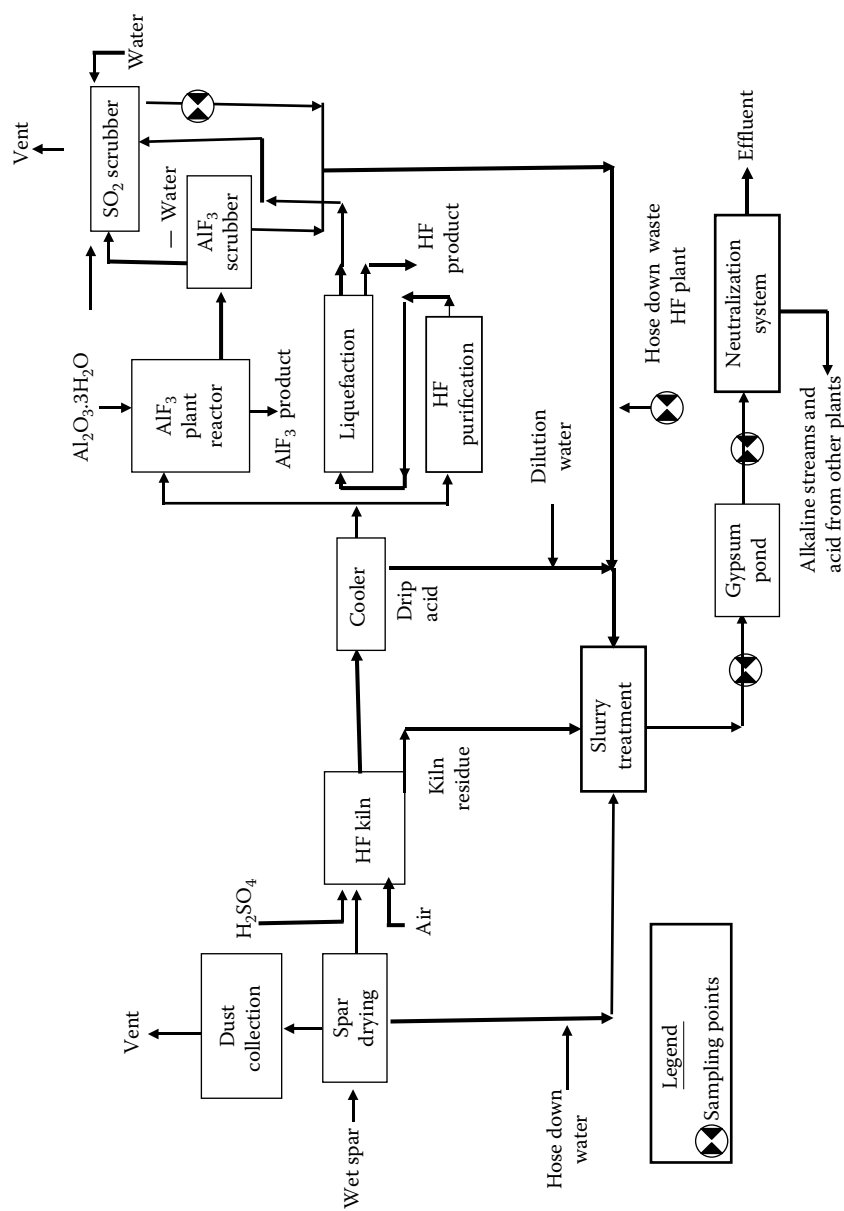 Vent
Dust
collection
Wet spar
Spar
drying
Hose down
water
H₂SO₄
Air
HF kiln
Kiln
residue
Cooler
Drip
acid
Dilution
water
Al₂O₃.3H₂O
AlF₃
plant
reactor
AlF₃ product
Liquefaction
HF
product
HF
purification
AlF₃
scrubber
— Water
SO₂ scrubber
Vent
Water
Slurry
treatment
Gypsum
pond
Hose down waste
HF plant
Neutralization
system
Effluent
Alkaline streams and
acid from other plants
Legend
Sampling points